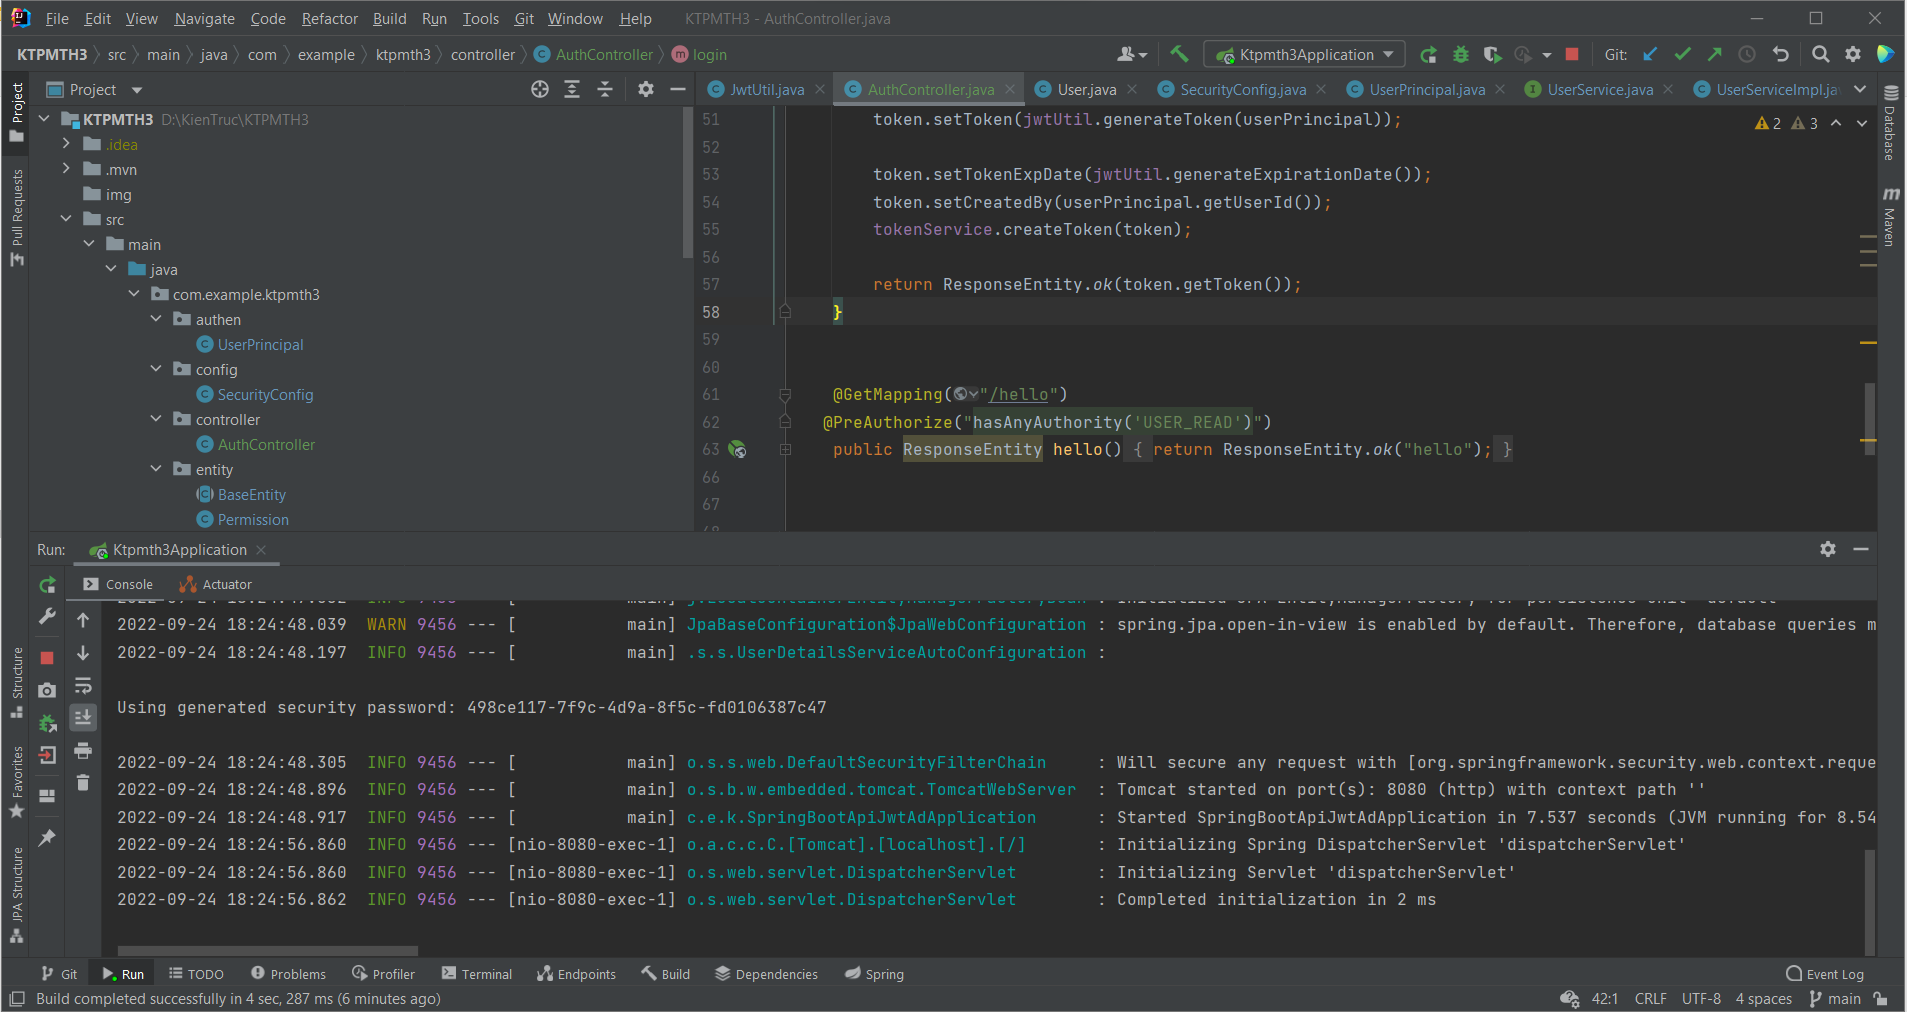 File Edit View Navigate Code Refactor Build Run Tools Git Window Help KTPMTH3 - AuthController.java
KTPMTH3 src main java com example ktpmth3 controller AuthController login Ktpmth3Application Git:
Project JwtUtil.java AuthController.java User.java SecurityConfig.java UserPrincipal.java UserService.java UserServiceImpl.ja
Project
Pull Requests
Structure
Favorites
JPA Structure
KTPMTH3 D:\KienTruc\KTPMTH3
.idea
.mvn
img
src
main
java
com.example.ktpmth3
authen
UserPrincipal
config
SecurityConfig
controller
AuthController
entity
BaseEntity
Permission
2 3
51 token.setToken(jwtUtil.generateToken(userPrincipal));
52
53 token.setTokenExpDate(jwtUtil.generateExpirationDate());
54 token.setCreatedBy(userPrincipal.getUserId());
55 tokenService.createToken(token);
56
57 return ResponseEntity.ok(token.getToken());
58 }
59
60
61 @GetMapping("/hello")
62 @PreAuthorize("hasAnyAuthority('USER_READ')")
63 public ResponseEntity hello() { return ResponseEntity.ok("hello"); }
66
67
Database
Maven
Run: Ktpmth3Application
Console Actuator
2022-09-24 18:24:48.039 WARN 9456 --- [ main] JpaBaseConfiguration$JpaWebConfiguration : spring.jpa.open-in-view is enabled by default. Therefore, database queries m
2022-09-24 18:24:48.197 INFO 9456 --- [ main] .s.s.UserDetailsServiceAutoConfiguration :
Using generated security password: 498ce117-7f9c-4d9a-8f5c-fd0106387c47
2022-09-24 18:24:48.305 INFO 9456 --- [ main] o.s.s.web.DefaultSecurityFilterChain : Will secure any request with [org.springframework.security.web.context.reque
2022-09-24 18:24:48.896 INFO 9456 --- [ main] o.s.b.w.embedded.tomcat.TomcatWebServer : Tomcat started on port(s): 8080 (http) with context path ''
2022-09-24 18:24:48.917 INFO 9456 --- [ main] c.e.k.SpringBootApiJwtAdApplication : Started SpringBootApiJwtAdApplication in 7.537 seconds (JVM running for 8.54
2022-09-24 18:24:56.860 INFO 9456 --- [nio-8080-exec-1] o.a.c.c.C.[Tomcat].[localhost].[/] : Initializing Spring DispatcherServlet 'dispatcherServlet'
2022-09-24 18:24:56.860 INFO 9456 --- [nio-8080-exec-1] o.s.web.servlet.DispatcherServlet : Initializing Servlet 'dispatcherServlet'
2022-09-24 18:24:56.862 INFO 9456 --- [nio-8080-exec-1] o.s.web.servlet.DispatcherServlet : Completed initialization in 2 ms
Git Run TODO Problems Profiler Terminal Endpoints Build Dependencies Spring Event Log
Build completed successfully in 4 sec, 287 ms (6 minutes ago) 42:1 CRLF UTF-8 4 spaces main